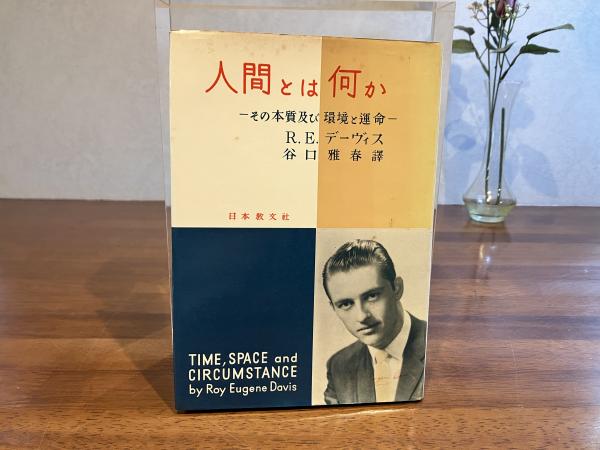 人間とは何か
―その本質及び環境と運命―
R.E.デーヴィス
谷口雅春譯
日本教文社
TIME, SPACE and
CIRCUMSTANCE
by Roy Eugene Davis